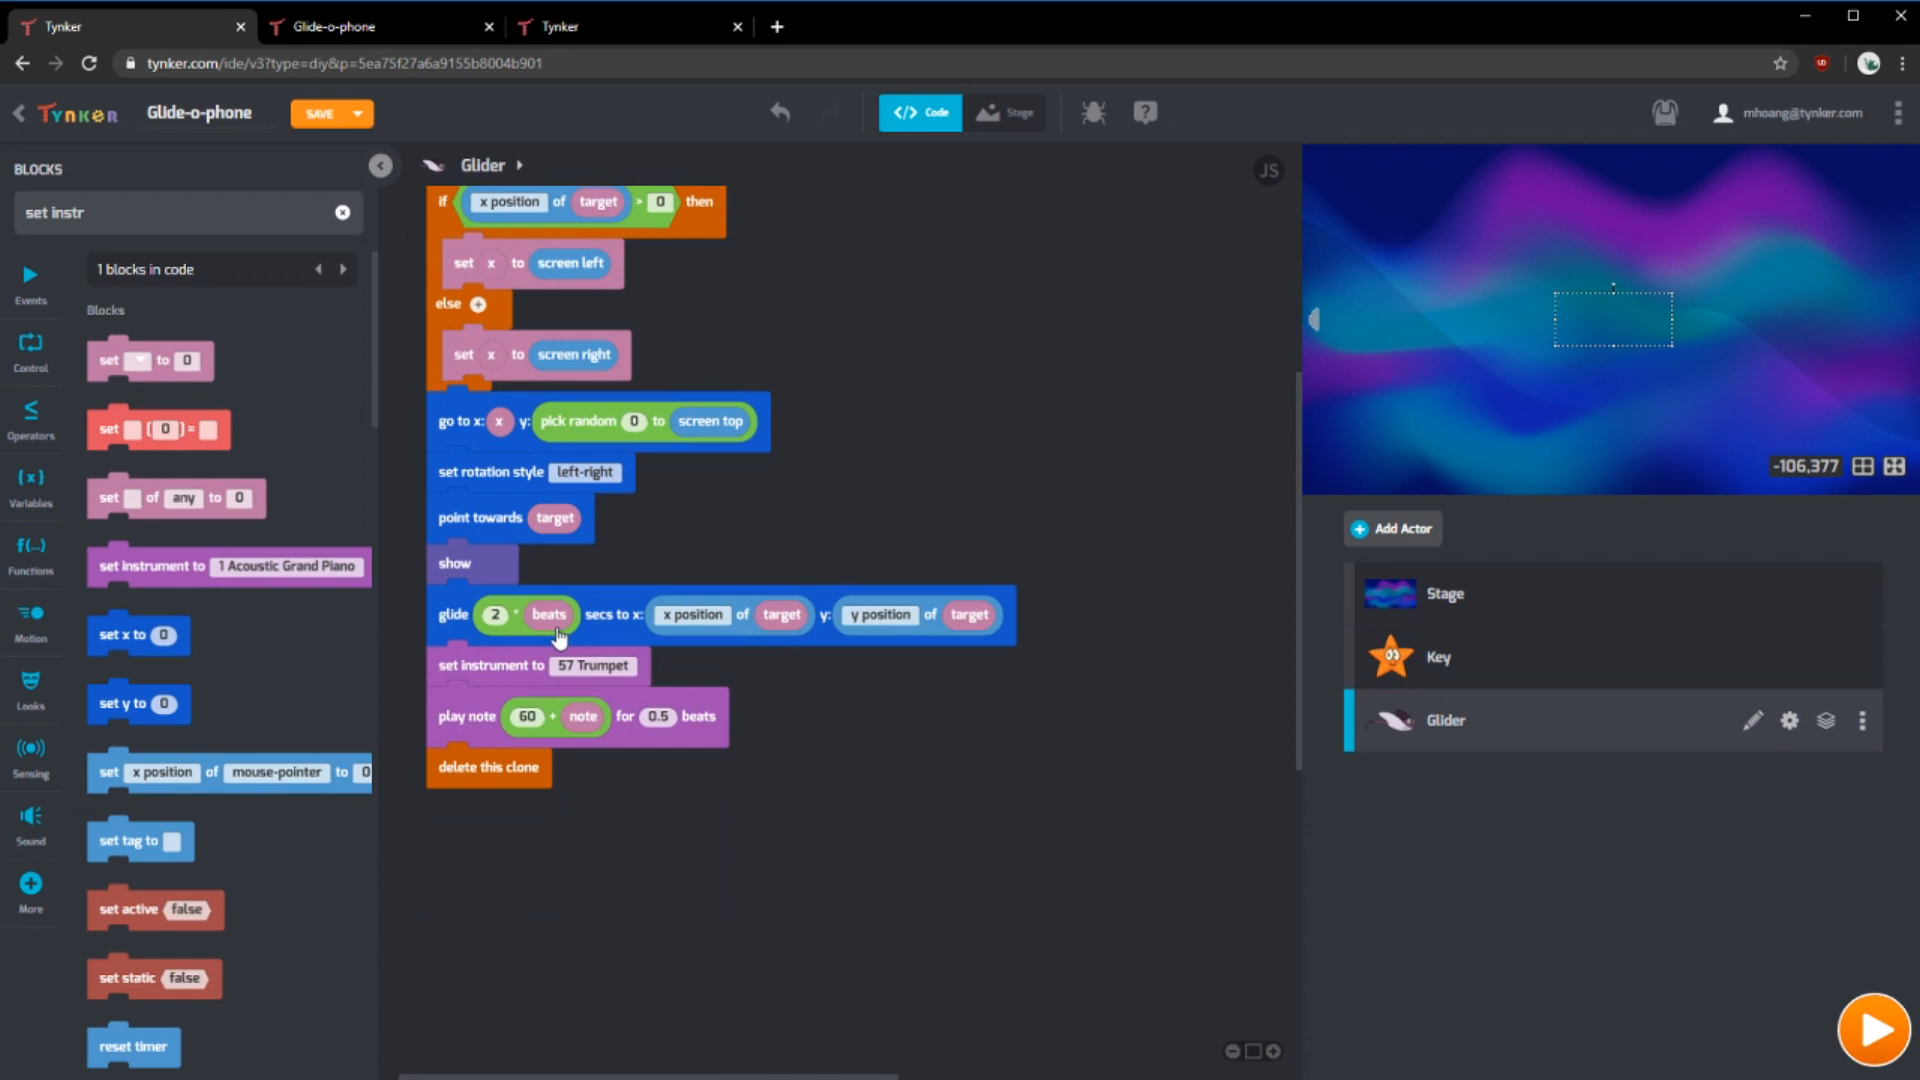 Tynker
Glide-o-phone
Tynker
tynker.com/ide/v3?type=diy&p=5ea75f27a6a9155b8004b901
TYNKER
Glide-o-phone
SAVE
</> Code
Stage
mhoang@tynker.com
BLOCKS
set instr
1 blocks in code
Blocks
Events
Control
Operators
Variables
Functions
Motion
Looks
Sensing
Sound
More
set to 0
set ( 0 ) =
set of any to 0
set instrument to 1 Acoustic Grand Piano
set x to 0
set y to 0
set x position of mouse-pointer to 0
set tag to
set active false
set static false
reset timer
Glider
JS
if x position of target > 0 then
set x to screen left
else
set x to screen right
go to x: x y: pick random 0 to screen top
set rotation style left-right
point towards target
show
glide 2 * beats secs to x: x position of target y: y position of target
set instrument to 57 Trumpet
play note 60 + note for 0.5 beats
delete this clone
-106,377
Add Actor
Stage
Key
Glider